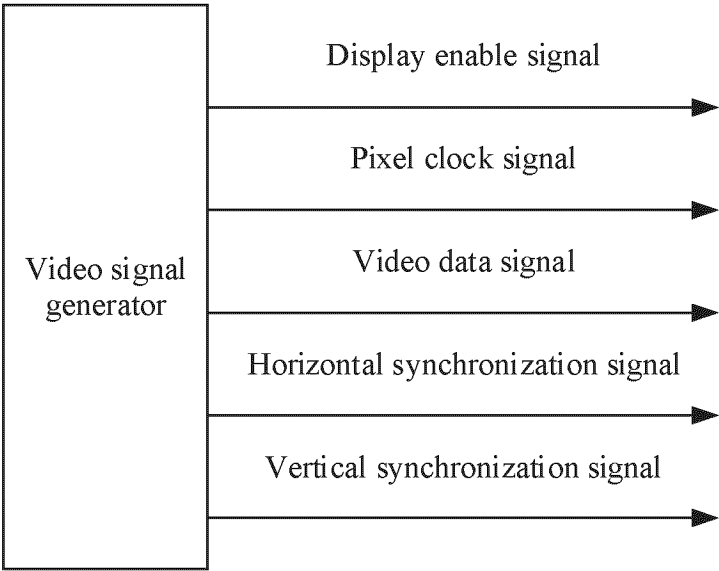 Display enable signal
Pixel clock signal
Video data signal
Video signal
generator
Horizontal synchronization signal
Vertical synchronization signal